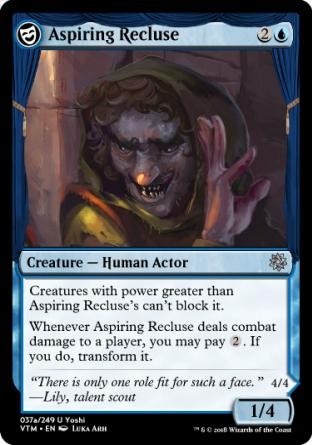 Aspiring Recluse 2
Creature — Human Actor
Creatures with power greater than
Aspiring Recluse's can't block it.
Whenever Aspiring Recluse deals combat
damage to a player, you may pay 2. If
you do, transform it.
"There is only one role fit for such a face."
—Lily, talent scout
4/4
1/4
037a/249 U Yoshi
VTM • EN Luka Arh
™ & © 2018 Wizards of the Coast